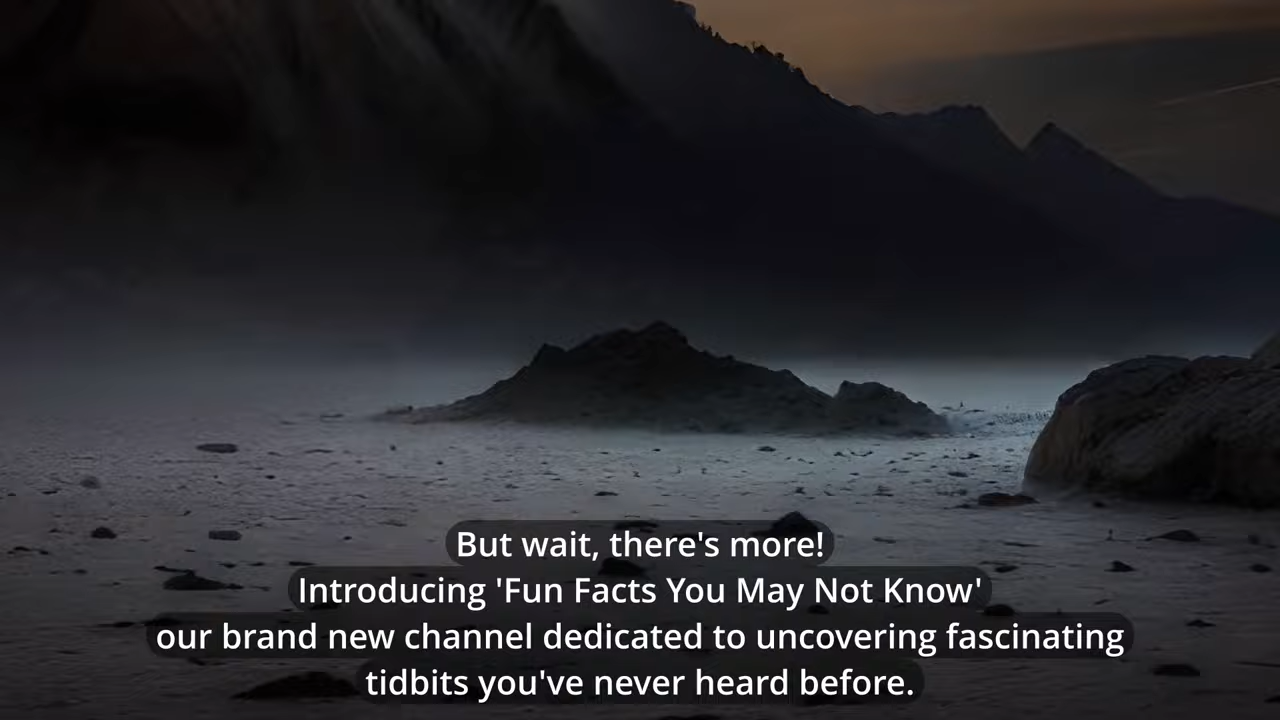 But wait, there's more!
Introducing 'Fun Facts You May Not Know'
our brand new channel dedicated to uncovering fascinating
tidbits you've never heard before.